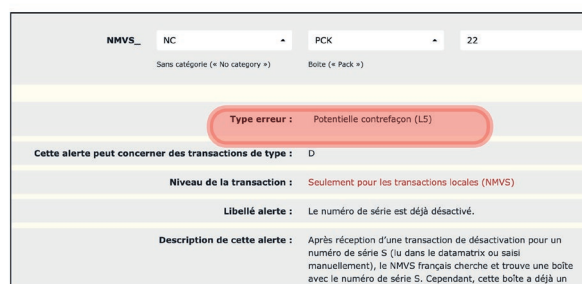 NMVS_ NC PCK 22
Sans catégorie (« No category ») Boîte (« Pack »)
Type erreur : Potentielle contrefaçon (L5)
Cette alerte peut concerner des transactions de type : D
Niveau de la transaction : Seulement pour les transactions locales (NMVS)
Libellé alerte : Le numéro de série est déjà désactivé.
Description de cette alerte : Après réception d'une transaction de désactivation pour un
numéro de série S (lu dans le datamatrix ou saisi
manuellement), le NMVS français cherche et trouve une boîte
avec le numéro de série S. Cependant, cette boîte a déjà un